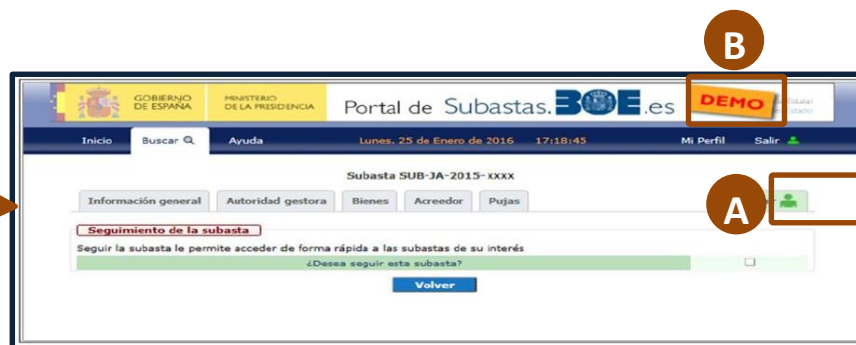 B
GOBIERNO DE ESPAÑA
MINISTERIO DE LA PRESIDENCIA
Portal de Subastas.BOE.es
DEMO
Estatal
Inicio Buscar Ayuda Lunes, 25 de Enero de 2016 17:18:45 Mi Perfil Salir
Subasta SUB-JA-2015-xxxx
Información general Autoridad gestora Bienes Acreedor Pujas
A
Seguimiento de la subasta
Seguir la subasta le permite acceder de forma rápida a las subastas de su interés
¿Desea seguir esta subasta?
Volver